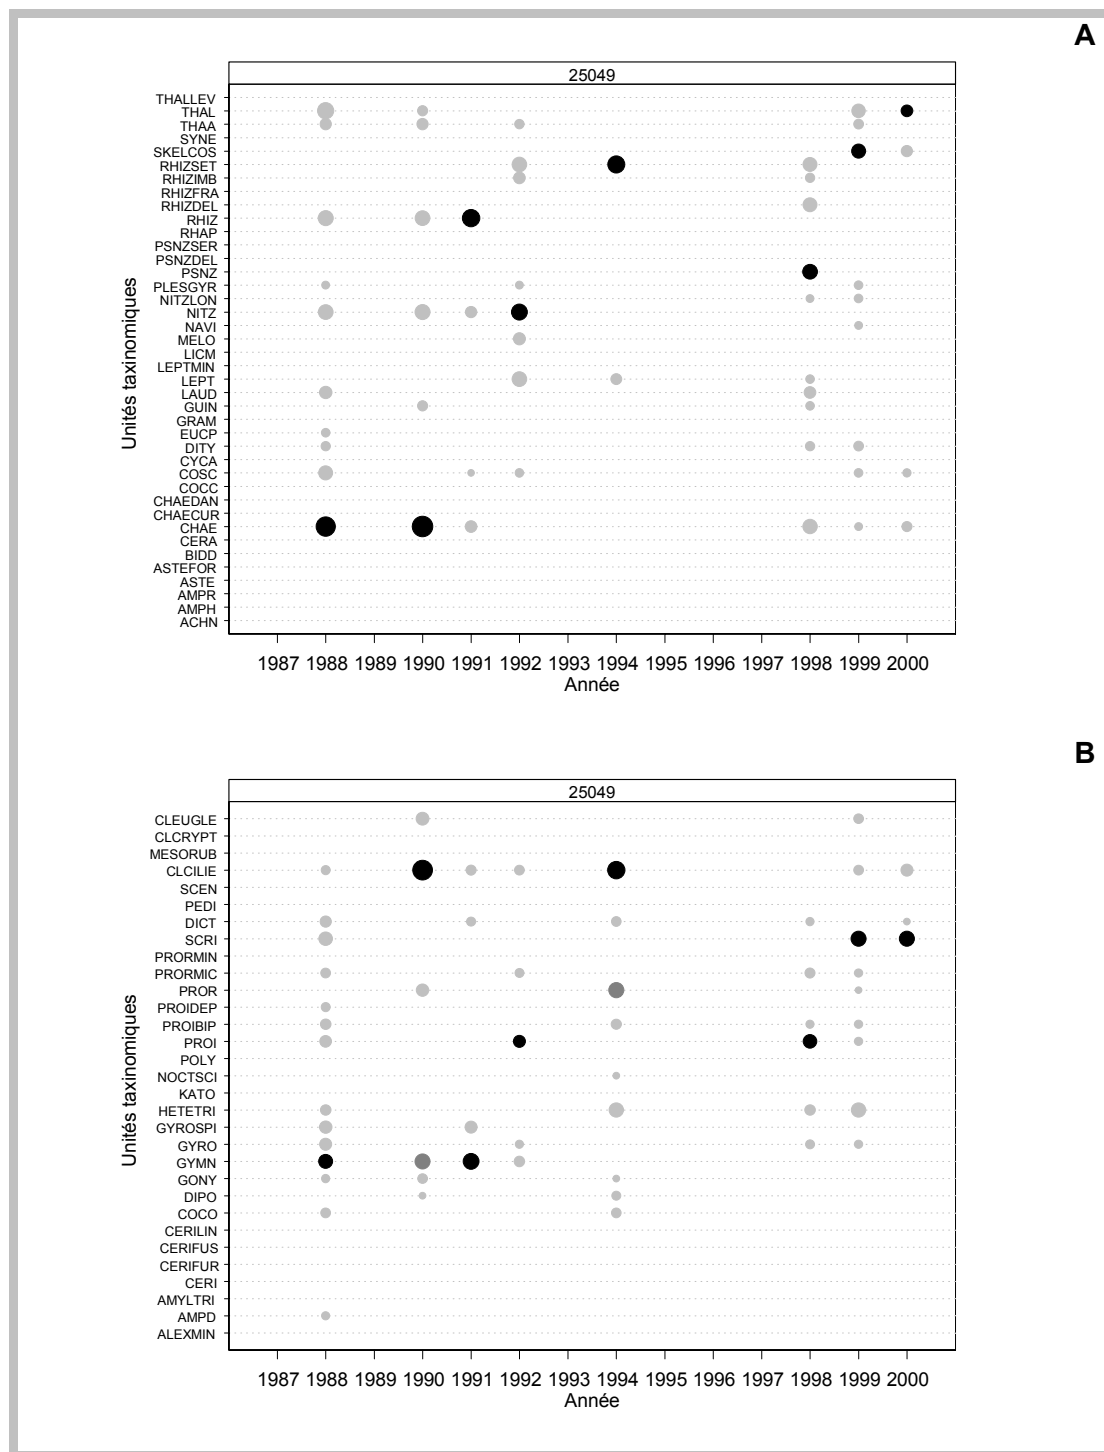 A
25049
THALLEV
THAL
THAA
SYNE
SKELCOS
RHIZSET
RHIZIMB
RHIZFRA
RHIZDEL
RHIZ
RHAP
PSNZSER
PSNZDEL
PSNZ
PLESGYR
NITZLON
NITZ
NAVI
MELO
LICM
LEPTMIN
LEPT
LAUD
GUIN
GRAM
EUCP
DITY
CYCA
COSC
COCC
CHAEDAN
CHAECUR
CHAE
CERA
BIDD
ASTEFOR
ASTE
AMPR
AMPH
ACHN
Unités taxinomiques
1987 1988 1989 1990 1991 1992 1993 1994 1995 1996 1997 1998 1999 2000
Année
B
25049
CLEUGLE
CLCRYPT
MESORUB
CLCILIE
SCEN
PEDI
DICT
SCRI
PRORMIN
PRORMIC
PROR
PROIDEP
PROIBIP
PROI
POLY
NOCTSCI
KATO
HETETRI
GYROSPI
GYRO
GYMN
GONY
DIPO
COCO
CERILIN
CERIFUS
CERIFUR
CERI
AMYLTRI
AMPD
ALEXMIN
Unités taxinomiques
1987 1988 1989 1990 1991 1992 1993 1994 1995 1996 1997 1998 1999 2000
Année